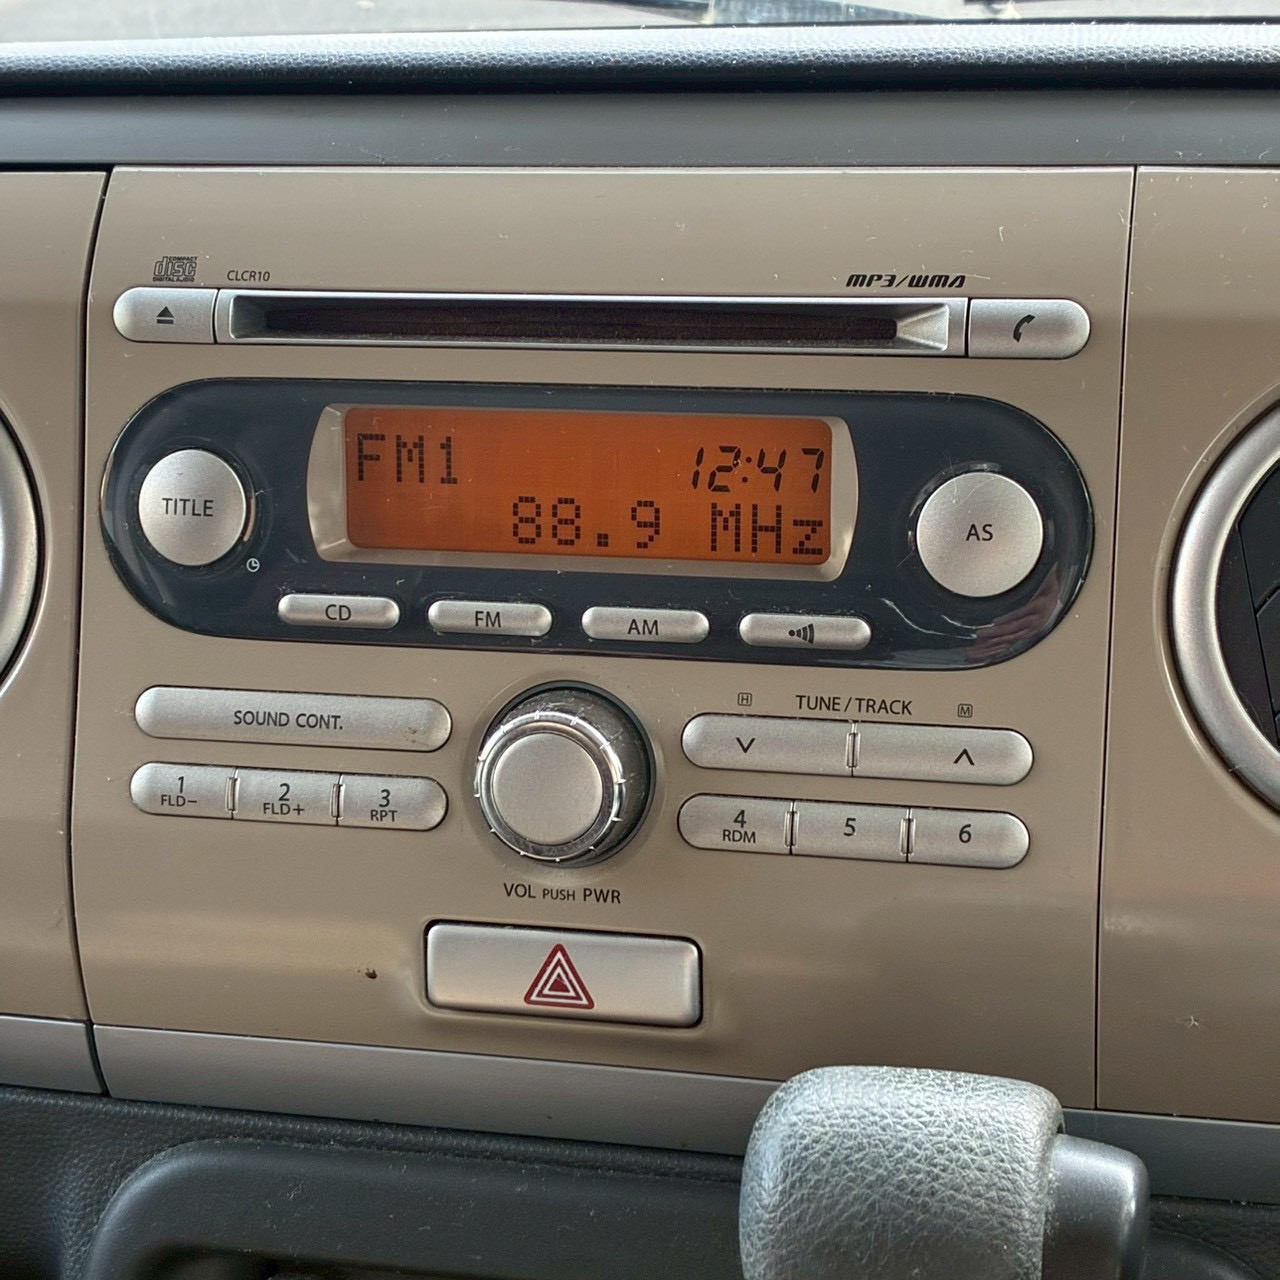 COMPACT
disc
DIGITAL AUDIO
CLCR10
MP3/WMA
FM1 12:47
88.9 MHz
TITLE
AS
CD
FM
AM
SOUND CONT.
H TUNE/TRACK M
1 FLD-
2 FLD+
3 RPT
4 RDM
5
6
VOL PUSH PWR